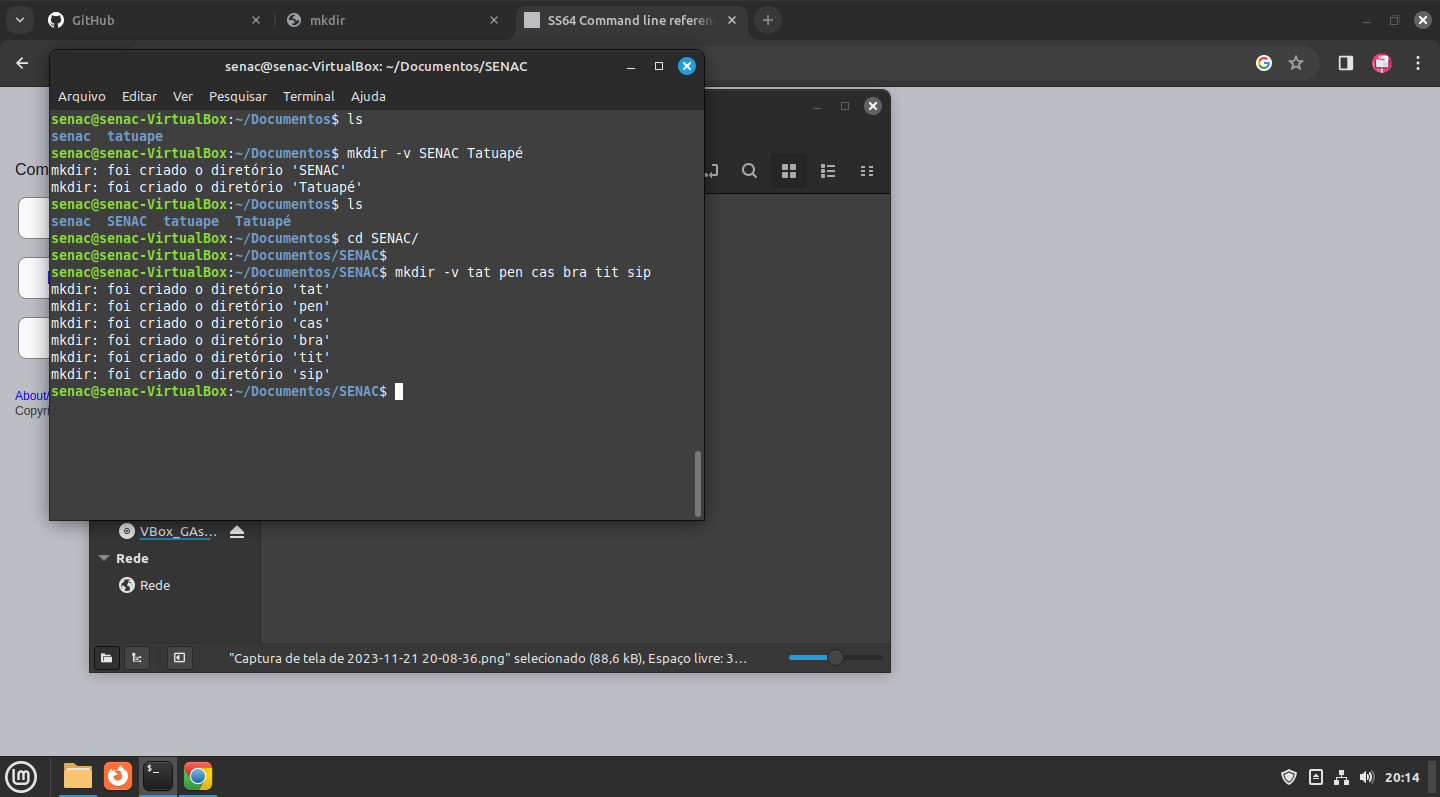 GitHub
mkdir
SS64 Command line referen
senac@senac-VirtualBox: ~/Documentos/SENAC
Arquivo Editar Ver Pesquisar Terminal Ajuda
senac@senac-VirtualBox:~/Documentos$ ls
senac tatuape
senac@senac-VirtualBox:~/Documentos$ mkdir -v SENAC Tatuapé
mkdir: foi criado o diretório 'SENAC'
mkdir: foi criado o diretório 'Tatuapé'
senac@senac-VirtualBox:~/Documentos$ ls
senac SENAC tatuape Tatuapé
senac@senac-VirtualBox:~/Documentos$ cd SENAC/
senac@senac-VirtualBox:~/Documentos/SENAC$
senac@senac-VirtualBox:~/Documentos/SENAC$ mkdir -v tat pen cas bra tit sip
mkdir: foi criado o diretório 'tat'
mkdir: foi criado o diretório 'pen'
mkdir: foi criado o diretório 'cas'
mkdir: foi criado o diretório 'bra'
mkdir: foi criado o diretório 'tit'
mkdir: foi criado o diretório 'sip'
senac@senac-VirtualBox:~/Documentos/SENAC$
Com
About/
Copyri
VBox_GAs...
Rede
Rede
"Captura de tela de 2023-11-21 20-08-36.png" selecionado (88,6 kB), Espaço livre: 3...
20:14